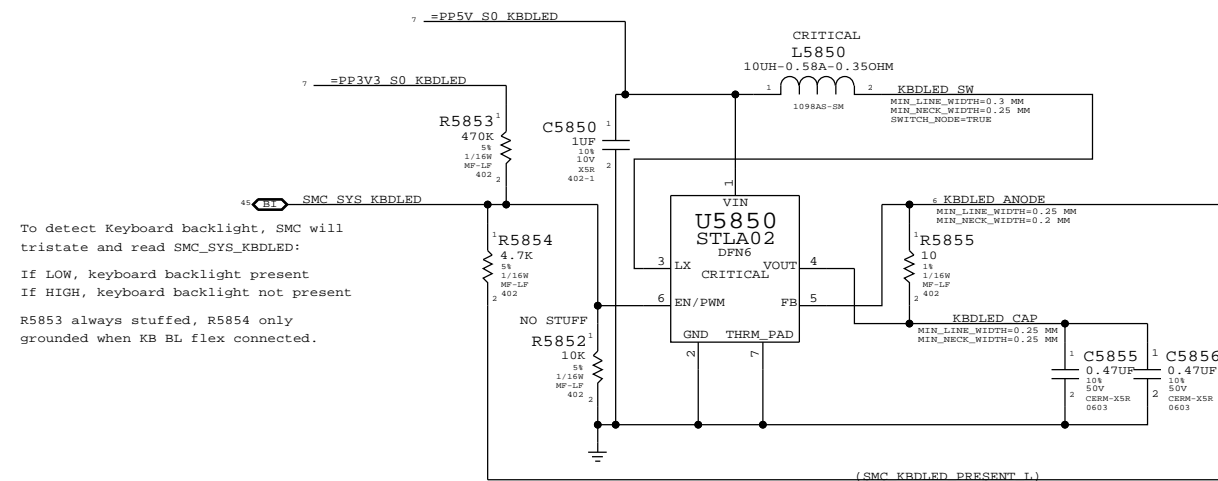 7 =PP5V_S0_KBDLED
CRITICAL
L5850
10UH-0.58A-0.35OHM
1 2
1098AS-SM
KBDLED_SW
MIN_LINE_WIDTH=0.3 MM
MIN_NECK_WIDTH=0.25 MM
SWITCH_NODE=TRUE
7 =PP3V3_S0_KBDLED
R5853 1
470K
5%
1/16W
MF-LF
402 2
C5850 1
1UF
10%
10V
X5R 2
402-1
45 BI SMC_SYS_KBDLED
To detect Keyboard backlight, SMC will
tristate and read SMC_SYS_KBDLED:
If LOW, keyboard backlight present
If HIGH, keyboard backlight not present
R5853 always stuffed, R5854 only
grounded when KB BL flex connected.
1 R5854
4.7K
5%
1/16W
MF-LF
2 402
NO STUFF
R5852 1
10K
5%
1/16W
MF-LF
402 2
1
VIN
U5850
STLA02
DFN6
CRITICAL
3 LX VOUT 4
6 EN/PWM FB 5
GND THRM_PAD
2 7
6 KBDLED_ANODE
MIN_LINE_WIDTH=0.25 MM
MIN_NECK_WIDTH=0.2 MM
1 R5855
10
1%
1/16W
MF-LF
2 402
KBDLED_CAP
MIN_LINE_WIDTH=0.25 MM
MIN_NECK_WIDTH=0.25 MM
1 C5855
0.47UF
10%
50V
2 CERM-X5R
0603
1 C5856
0.47UF
10%
50V
2 CERM-X5R
0603
(SMC_KBDLED_PRESENT_L)